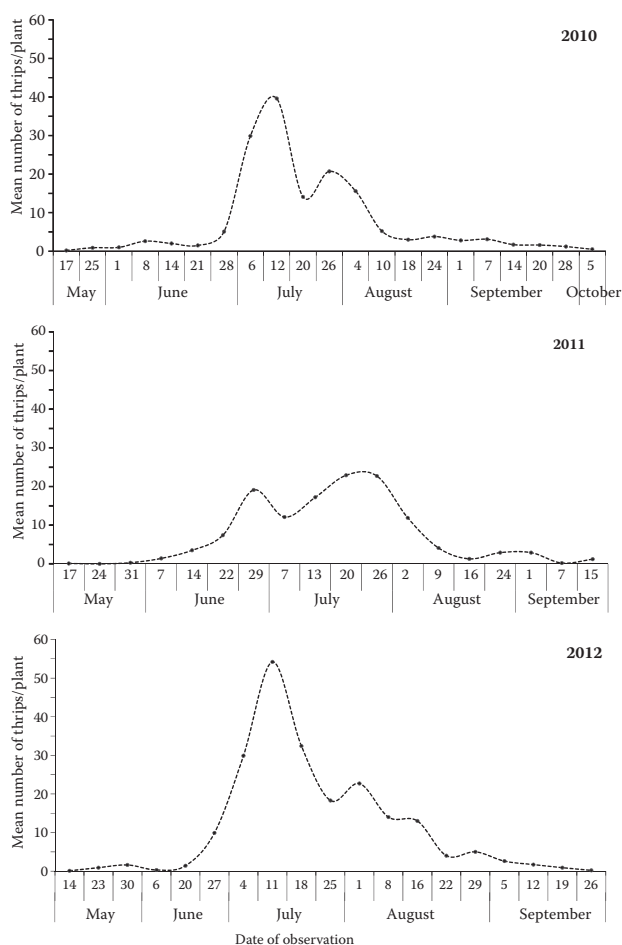 60
2010
50
40
30
20
10
0
Mean number of thrips/plant
17 25 1 8 14 21 28 6 12 20 26 4 10 18 24 1 7 14 20 28 5
May June July August September October
60
2011
50
40
30
20
10
0
Mean number of thrips/plant
17 24 31 7 14 22 29 7 13 20 26 2 9 16 24 1 7 15
May June July August September
60
2012
50
40
30
20
10
0
Mean number of thrips/plant
14 23 30 6 20 27 4 11 18 25 1 8 16 22 29 5 12 19 26
May June July August September
Date of observation